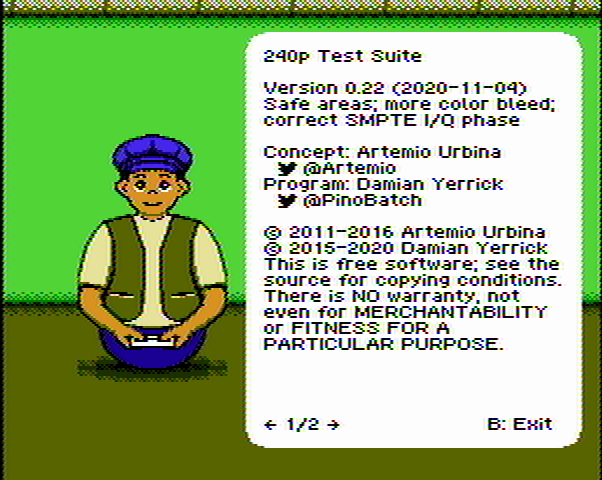 240p Test Suite
Version 0.22 (2020-11-04)
Safe areas; more color bleed;
correct SMPTE I/Q phase
Concept: Artemio Urbina
@Artemio
Program: Damian Yerrick
@PinoBatch
© 2011-2016 Artemio Urbina
© 2015-2020 Damian Yerrick
This is free software; see the
source for copying conditions.
There is NO warranty, not
even for MERCHANTABILITY
or FITNESS FOR A
PARTICULAR PURPOSE.
← 1/2 → B: Exit